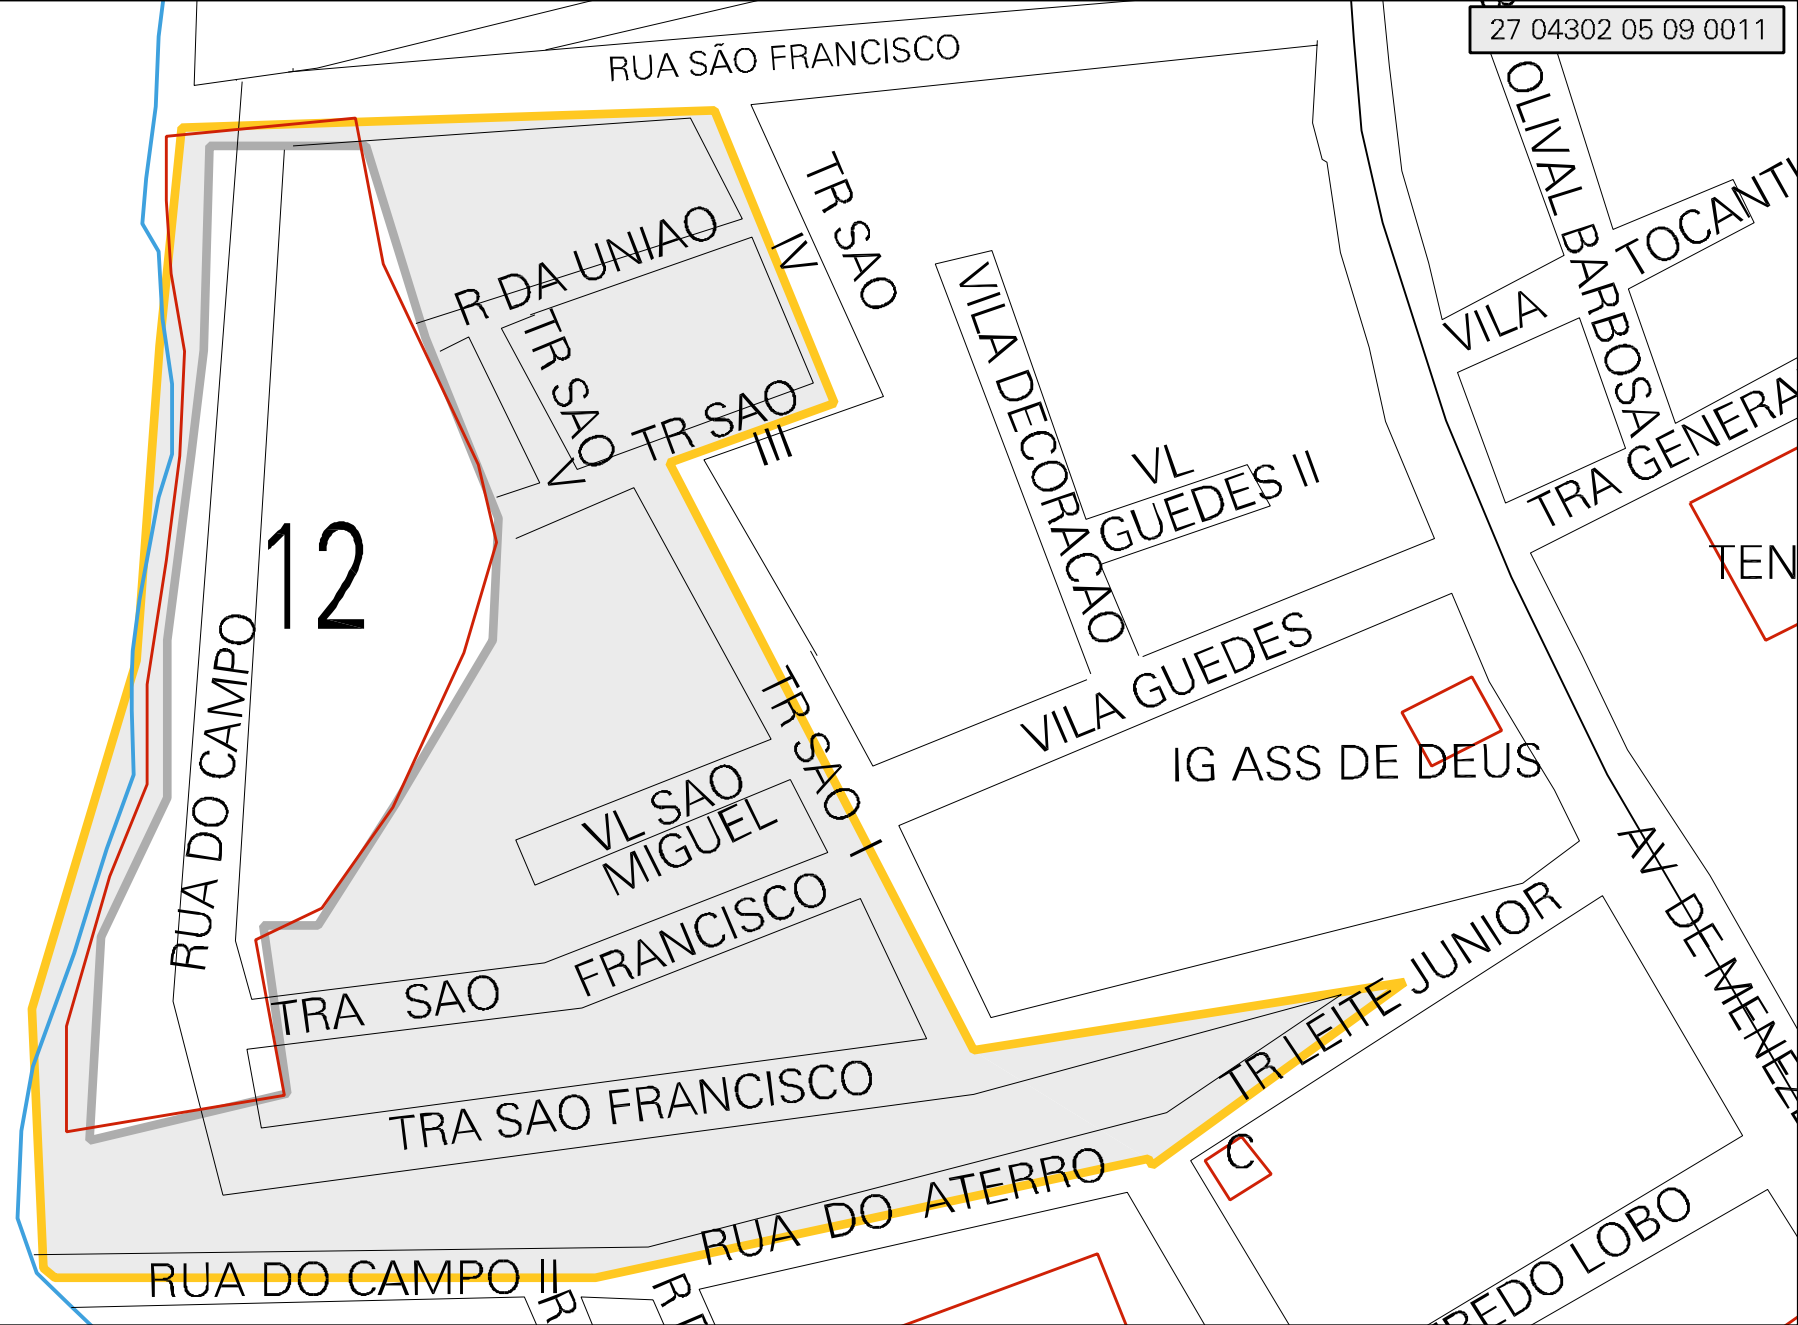 27 04302 05 09 0011
RUA SÃO FRANCISCO
OLIVAL BARBOSA
TR SAO
IV
TOCANTI
R DA UNIAO
VILA
VILA DECORACAO
TR SAO
V
TR SAO
III
TRA GENERA
VL
GUEDES II
12
TEN
RUA DO CAMPO
VILA GUEDES
TR SAO I
IG ASS DE DEUS
VL SAO
MIGUEL
AV DE MENEZ
FRANCISCO
TRA SAO
TR LEITE JUNIOR
TRA SAO FRANCISCO
C
RUA DO ATERRO
REDO LOBO
RUA DO CAMPO II
R
R